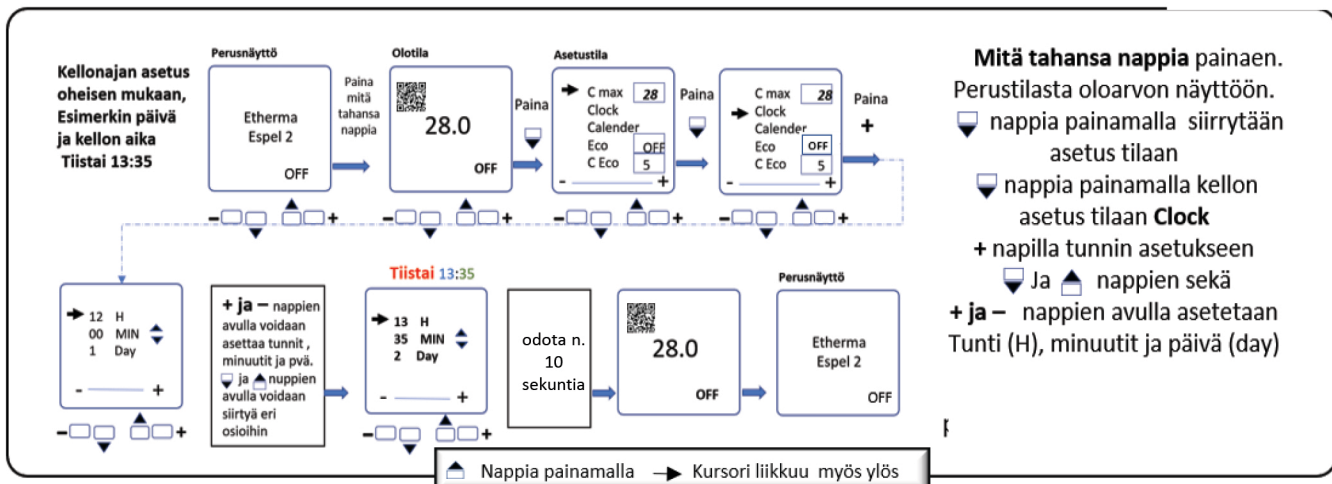 Kellonajan asetus
oheisen mukaan,
Esimerkin päivä
ja kellon aika
Tiistai 13:35
Perusnäyttö
Etherma
Espel 2
OFF
Paina
mitä
tahansa
nappia
Olotila
28.0
OFF
Paina
Asetustila
C max 28
Clock
Calender
Eco OFF
C Eco 5
- +
Paina
C max 28
Clock
Calender
Eco OFF
C Eco 5
- +
Paina
+
- +
- +
- +
- +
12 H
00 MIN
1 Day
- +
- +
+ ja – nappien
avulla voidaan
asettaa tunnit ,
minuutit ja pvä.
ja nuppien
avulla voidaan
siirtyä eri
osioihin
Tiistai 13:35
13 H
35 MIN
2 Day
- +
- +
odota n.
10
sekuntia
28.0
OFF
Perusnäyttö
Etherma
Espel 2
OFF
Mitä tahansa nappia painaen.
Perustilasta oloarvon näyttöön.
nappia painamalla siirrytään
asetus tilaan
nappia painamalla kellon
asetus tilaan Clock
+ napilla tunnin asetukseen
Ja nappien sekä
+ ja – nappien avulla asetetaan
Tunti (H), minuutit ja päivä (day)
Nappia painamalla Kursori liikkuu myös ylös